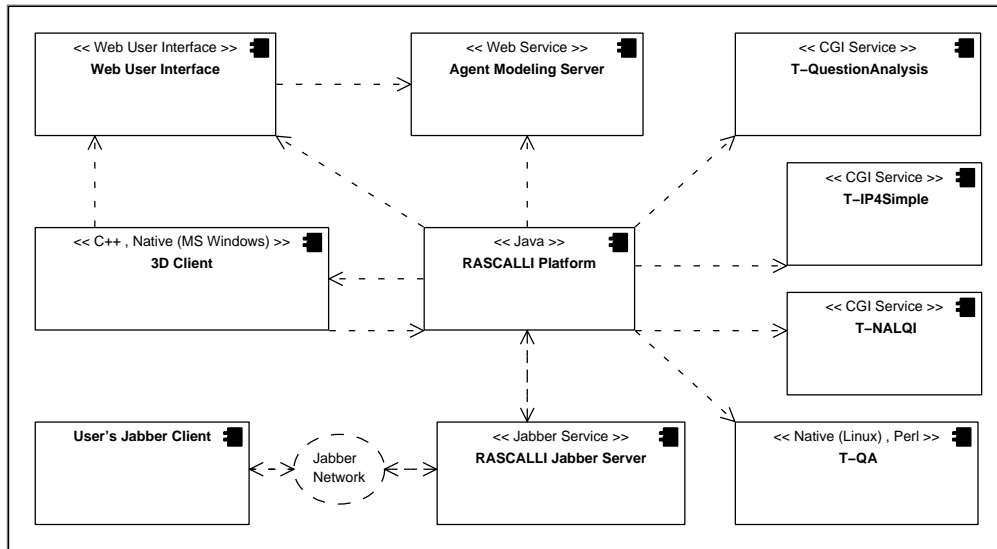 << Web User Interface >>
Web User Interface
<< Web Service >>
Agent Modeling Server
<< CGI Service >>
T−QuestionAnalysis
<< CGI Service >>
T−IP4Simple
<< C++ , Native (MS Windows) >>
3D Client
<< Java >>
RASCALLI Platform
<< CGI Service >>
T−NALQI
User's Jabber Client
Jabber
Network
<< Jabber Service >>
RASCALLI Jabber Server
<< Native (Linux) , Perl >>
T−QA